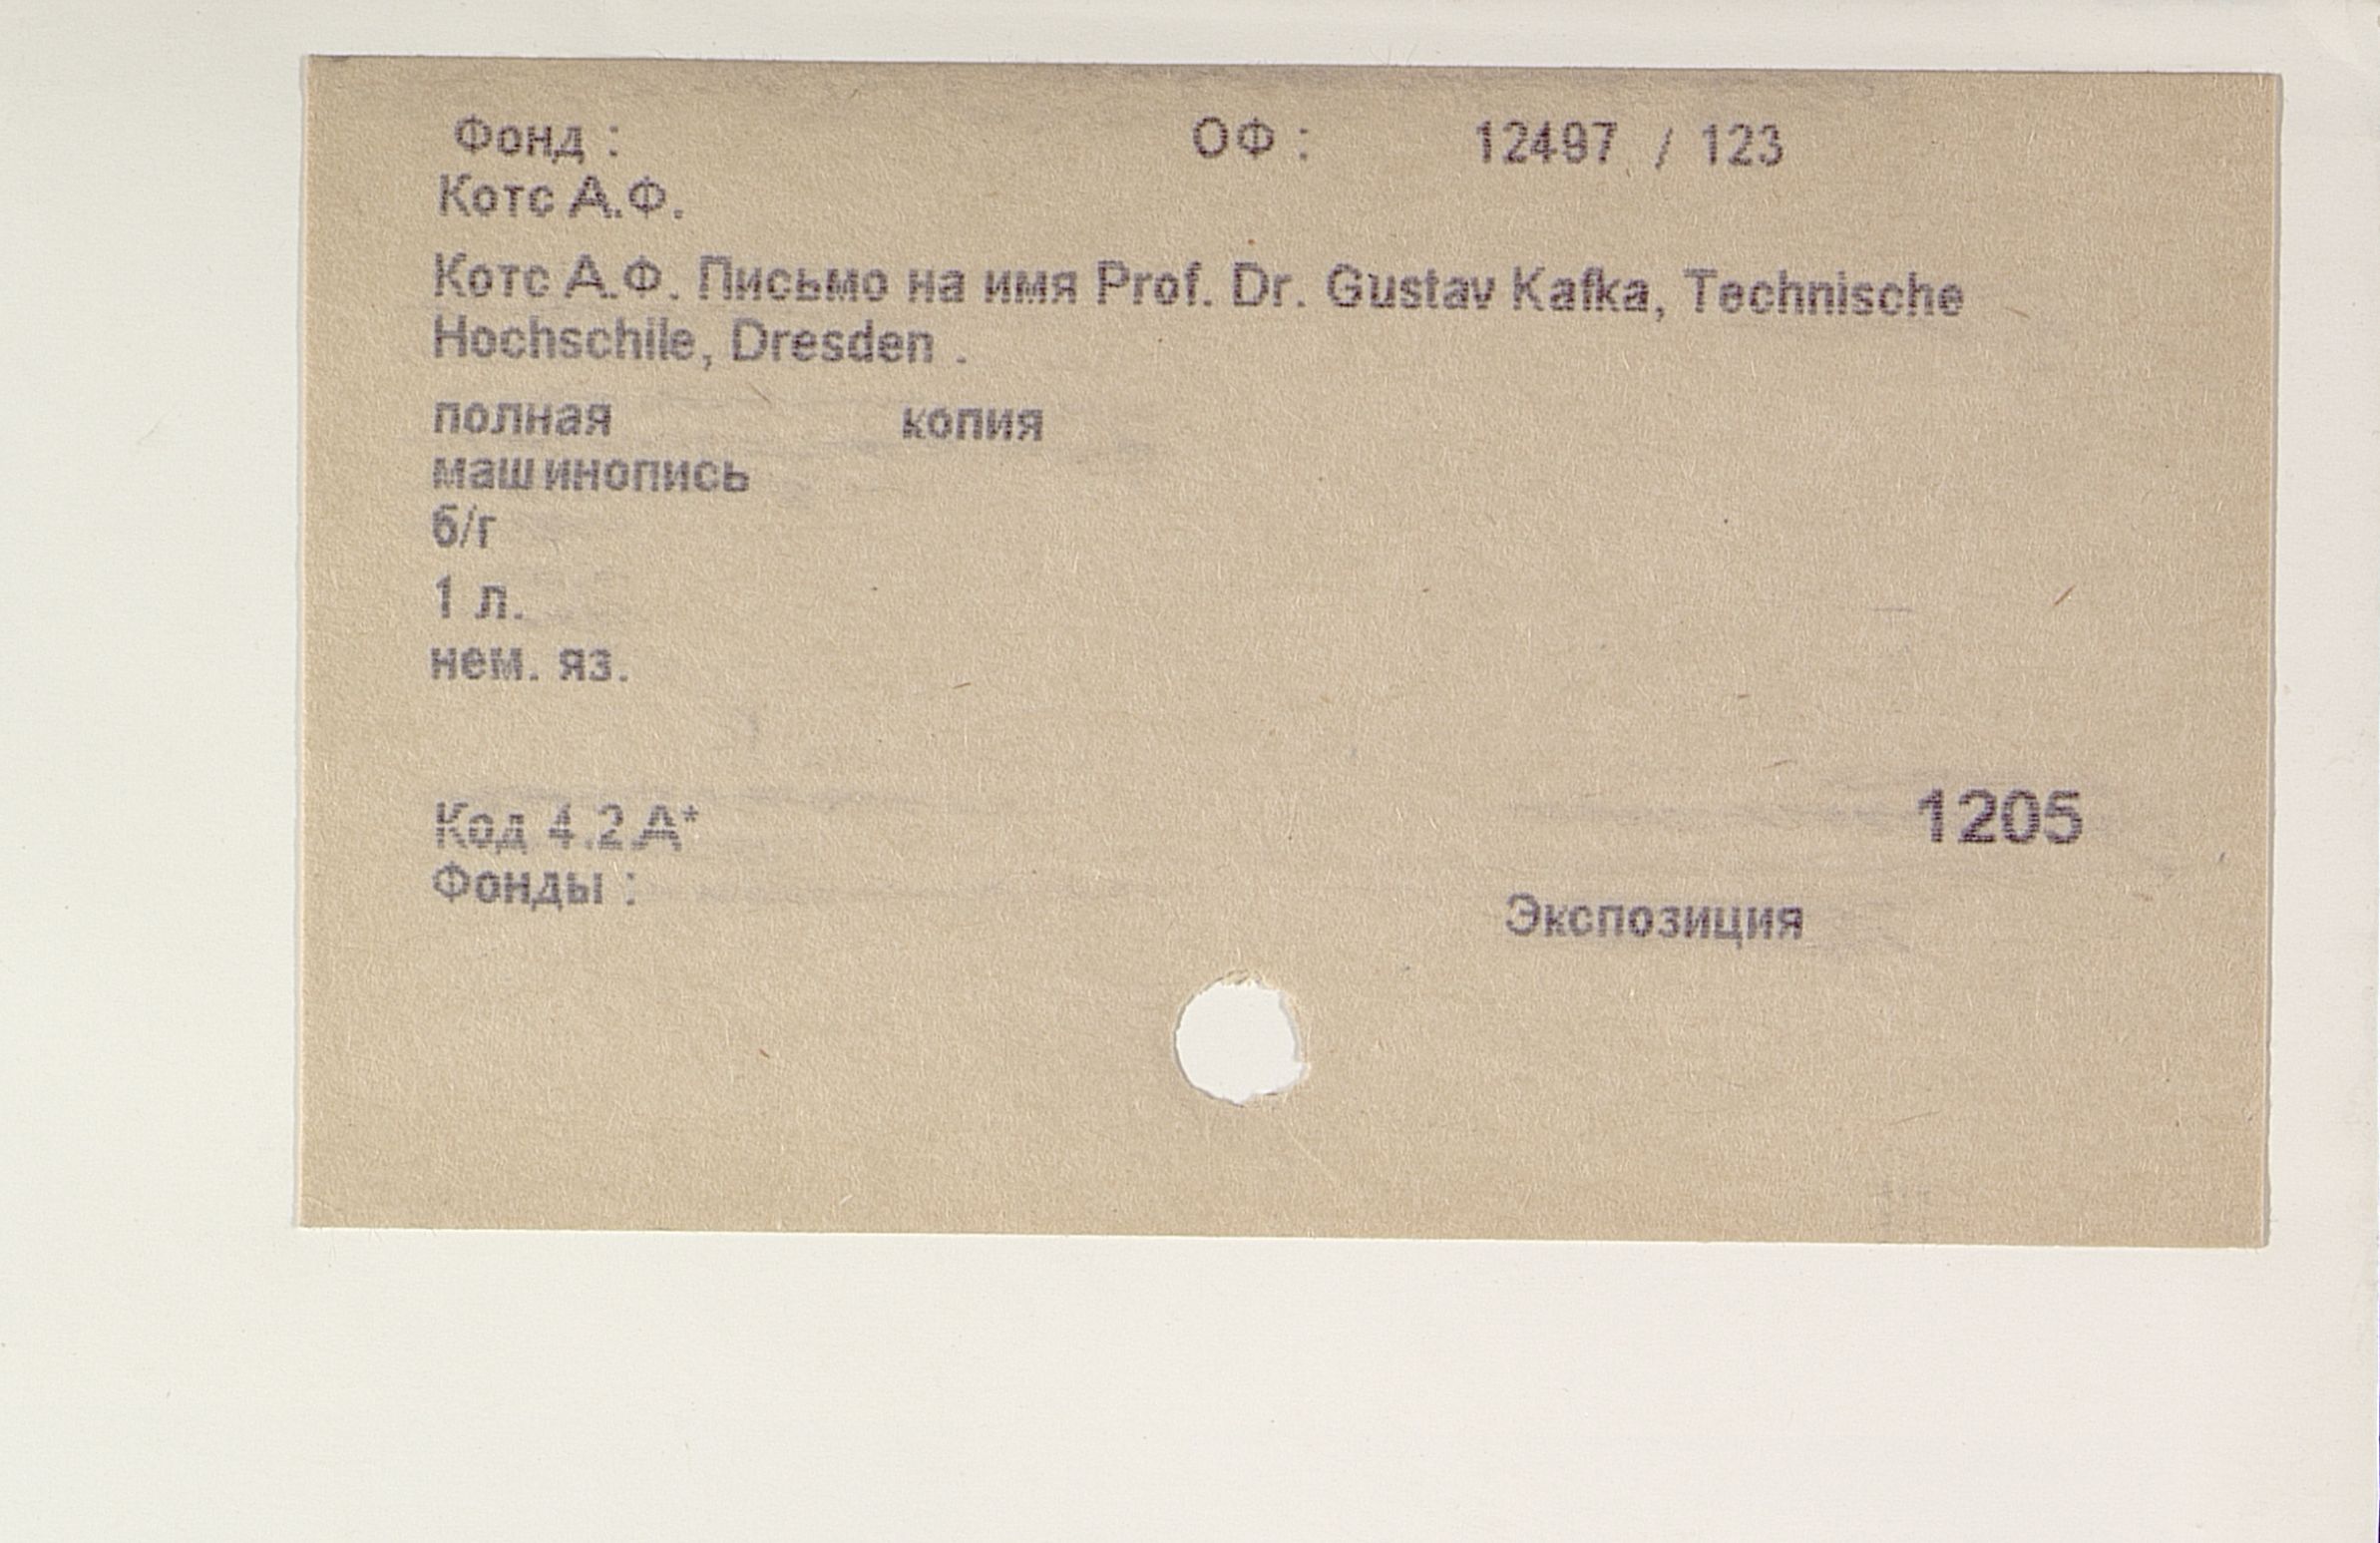 Фонд : ОФ : 12497 / 123
Котс А.Ф.
Котс А.Ф. Письмо на имя Prof. Dr. Gustav Kafka, Technische
Hochschile, Dresden .
полная копия
машинопись
б/г
1 л.
нем. яз.
Код 4.2.А* 1205
Фонды :
Экспозиция